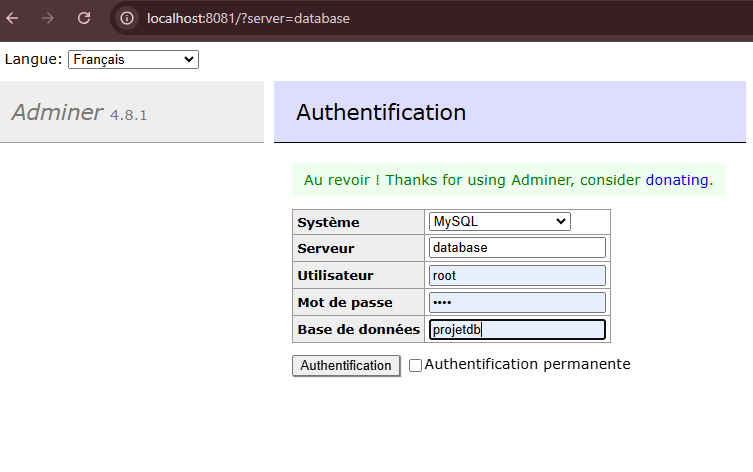 localhost:8081/?server=database
Langue: Français
Adminer 4.8.1
Authentification
Au revoir ! Thanks for using Adminer, consider donating.
Système MySQL
Serveur database
Utilisateur root
Mot de passe ••••
Base de données projetdb
Authentification Authentification permanente